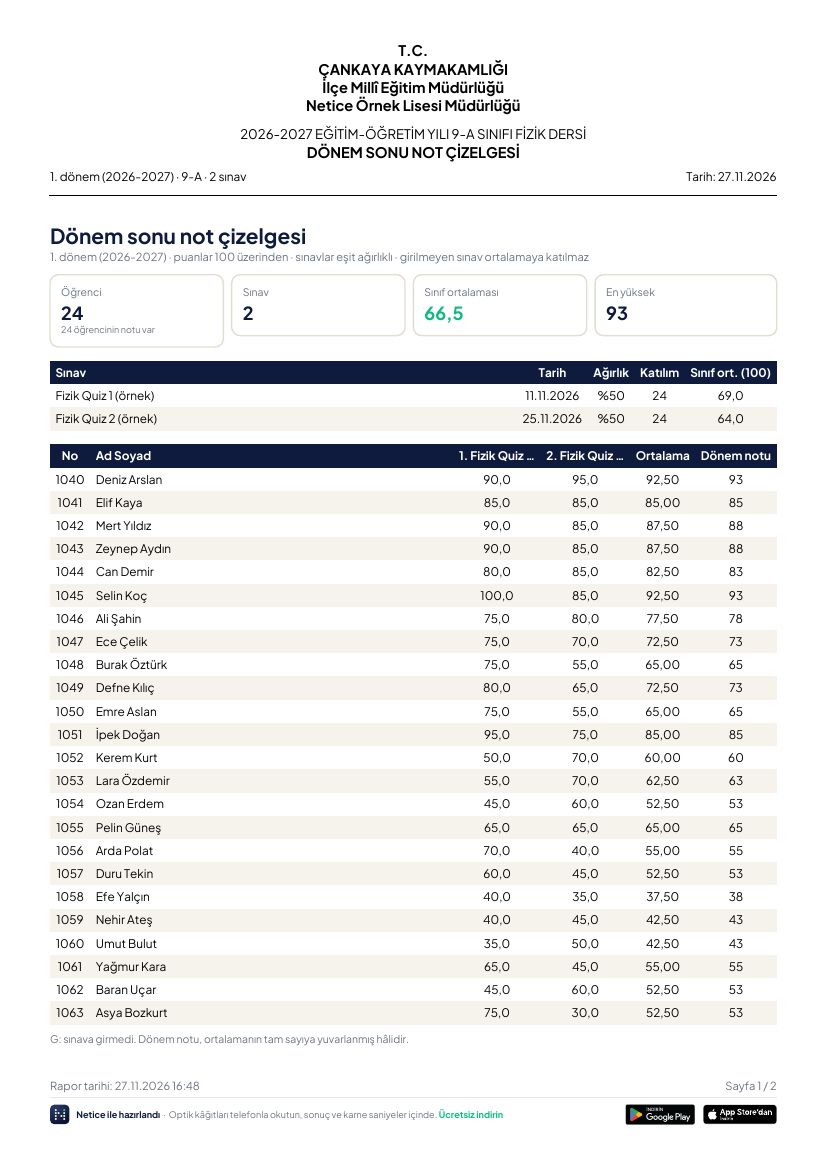 T.C.
ÇANKAYA KAYMAKAMLIĞI
İlçe Millî Eğitim Müdürlüğü
Netice Örnek Lisesi Müdürlüğü
2026-2027 EĞİTİM-ÖĞRETİM YILI 9-A SINIFI FİZİK DERSİ
DÖNEM SONU NOT ÇİZELGESİ
1. dönem (2026-2027) · 9-A · 2 sınav Tarih: 27.11.2026
Dönem sonu not çizelgesi
1. dönem (2026-2027) · puanlar 100 üzerinden · sınavlar eşit ağırlıklı · girilmeyen sınav ortalamaya katılmaz
Öğrenci Sınav Sınıf ortalaması En yüksek
24 2 66,5 93
24 öğrencinin notu var
Sınav Tarih Ağırlık Katılım Sınıf ort. (100)
Fizik Quiz 1 (örnek) 11.11.2026 %50 24 69,0
Fizik Quiz 2 (örnek) 25.11.2026 %50 24 64,0
No Ad Soyad 1. Fizik Quiz … 2. Fizik Quiz … Ortalama Dönem notu
1040 Deniz Arslan 90,0 95,0 92,50 93
1041 Elif Kaya 85,0 85,0 85,00 85
1042 Mert Yıldız 90,0 85,0 87,50 88
1043 Zeynep Aydın 90,0 85,0 87,50 88
1044 Can Demir 80,0 85,0 82,50 83
1045 Selin Koç 100,0 85,0 92,50 93
1046 Ali Şahin 75,0 80,0 77,50 78
1047 Ece Çelik 75,0 70,0 72,50 73
1048 Burak Öztürk 75,0 55,0 65,00 65
1049 Defne Kılıç 80,0 65,0 72,50 73
1050 Emre Aslan 75,0 55,0 65,00 65
1051 İpek Doğan 95,0 75,0 85,00 85
1052 Kerem Kurt 50,0 70,0 60,00 60
1053 Lara Özdemir 55,0 70,0 62,50 63
1054 Ozan Erdem 45,0 60,0 52,50 53
1055 Pelin Güneş 65,0 65,0 65,00 65
1056 Arda Polat 70,0 40,0 55,00 55
1057 Duru Tekin 60,0 45,0 52,50 53
1058 Efe Yalçın 40,0 35,0 37,50 38
1059 Nehir Ateş 40,0 45,0 42,50 43
1060 Umut Bulut 35,0 50,0 42,50 43
1061 Yağmur Kara 65,0 45,0 55,00 55
1062 Baran Uçar 45,0 60,0 52,50 53
1063 Asya Bozkurt 75,0 30,0 52,50 53
G: sınava girmedi. Dönem notu, ortalamanın tam sayıya yuvarlanmış hâlidir.
Rapor tarihi: 27.11.2026 16:48 Sayfa 1 / 2
Netice ile hazırlandı · Optik kâğıtları telefonla okutun, sonuç ve karne saniyeler içinde. Ücretsiz indirin
İNDİRİN Google Play App Store'dan İndirin